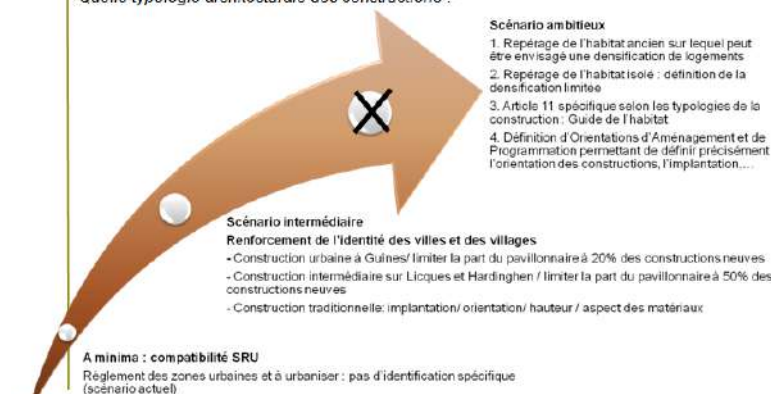 Quelle typologie architecturale des constructions ?
Scénario ambitieux
1. Repérage de l'habitat ancien sur lequel peut
être envisagé une densification de logements
2. Repérage de l'habitat isolé : définition de la
densification limitée
3. Article 11 spécifique selon les typologies de la
construction : Guide de l'habitat
4. Définition d'Orientations d'Aménagement et de
Programmation permettant de définir précisément
l'orientation des constructions, l'implantation,...
Scénario intermédiaire
Renforcement de l'identité des villes et des villages
- Construction urbaine à Guînes/ limiter la part du pavillonnaire à 20% des constructions neuves
- Construction intermédiaire sur Licques et Hardinghen / limiter la part du pavillonnaire à 50% des
constructions neuves
- Construction traditionnelle: implantation/ orientation/ hauteur / aspect des matériaux
A minima : compatibilité SRU
Règlement des zones urbaines et à urbaniser : pas d'identification spécifique
(scénario actuel)